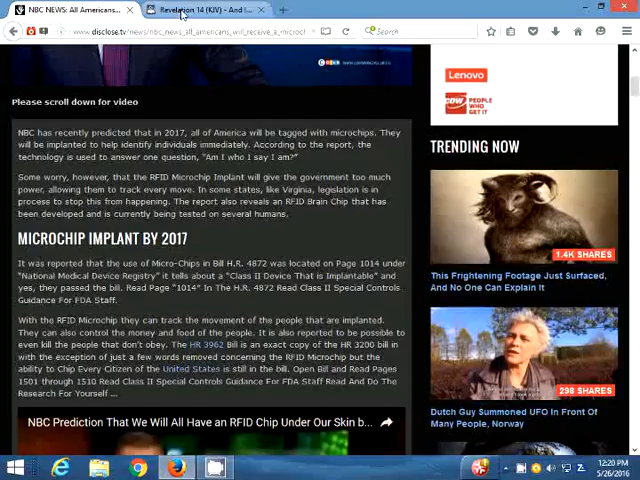 NBC NEWS: All Americans...
Revelation 14 (KJV) - And I...
www.disclose.tv/news/nbc_news_all_americans_will_receive_a_microcl
Search
Please scroll down for video
NBC has recently predicted that in 2017, all of America will be tagged with microchips. They
will be implanted to help identify individuals immediately. According to the report, the
technology is used to answer one question, “Am I who I say I am?”
Some worry, however, that the RFID Microchip Implant will give the government too much
power, allowing them to track every move. In some states, like Virginia, legislation is in
process to stop this from happening. The report also reveals an RFID Brain Chip that has
been developed and is currently being tested on several humans.
MICROCHIP IMPLANT BY 2017
It was reported that the use of Micro-Chips in Bill H.R. 4872 was located on Page 1014 under
“National Medical Device Registry” it tells about a “Class II Device That is Implantable” and
yes, they passed the bill. Read Page “1014” In The H.R. 4872 Read Class II Special Controls
Guidance For FDA Staff.
With the RFID Microchip they can track the movement of the people that are implanted.
They can also control the money and food of the people. It is also reported to be possible to
even kill the people that don't obey. The HR 3962 Bill is an exact copy of the HR 3200 bill in
with the exception of just a few words removed concerning the RFID Microchip but the
ability to Chip Every Citizen of the United States is still in the bill. Open Bill and Read Pages
1501 through 1510 Read Class II Special Controls Guidance For FDA Staff Read And Do The
Research For Yourself ...
NBC Prediction That We Will All Have an RFID Chip Under Our Skin b...
Lenovo
CDW
PEOPLE
WHO
GET IT
TRENDING NOW
1.4K SHARES
This Frightening Footage Just Surfaced,
And No One Can Explain It
298 SHARES
Dutch Guy Summoned UFO In Front Of
Many People, Norway
12:20 PM
5/26/2016